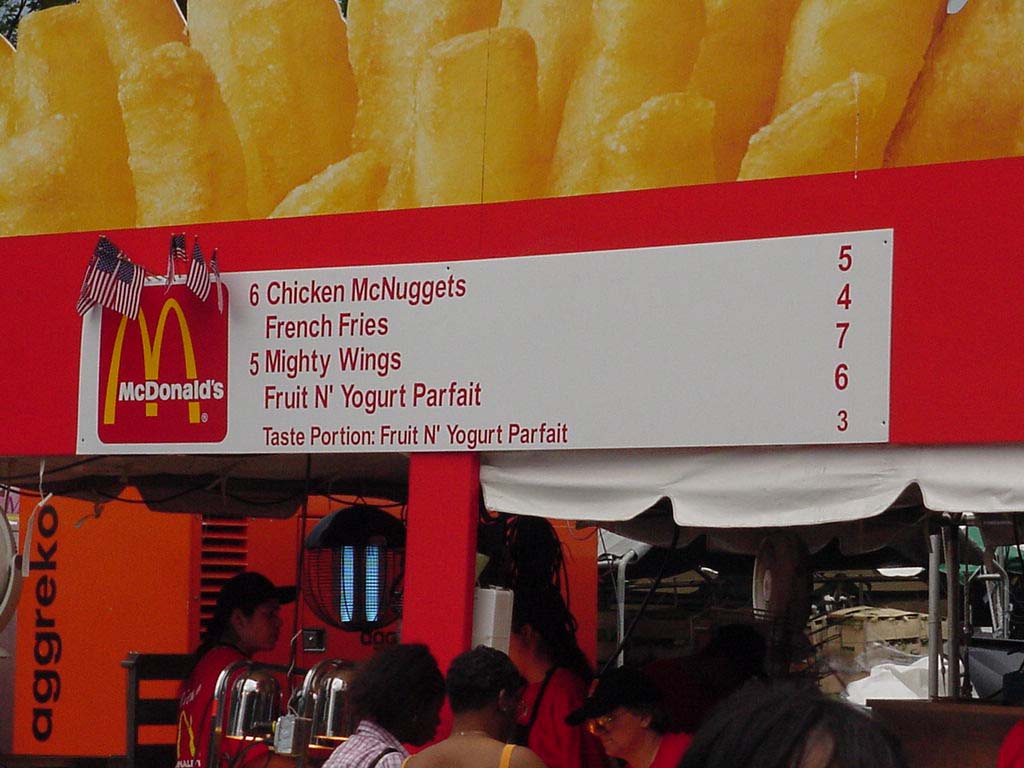 6 Chicken McNuggets 5
French Fries 4
5 Mighty Wings 7
Fruit N' Yogurt Parfait 6
Taste Portion: Fruit N' Yogurt Parfait 3
McDonald's ®
aggreko